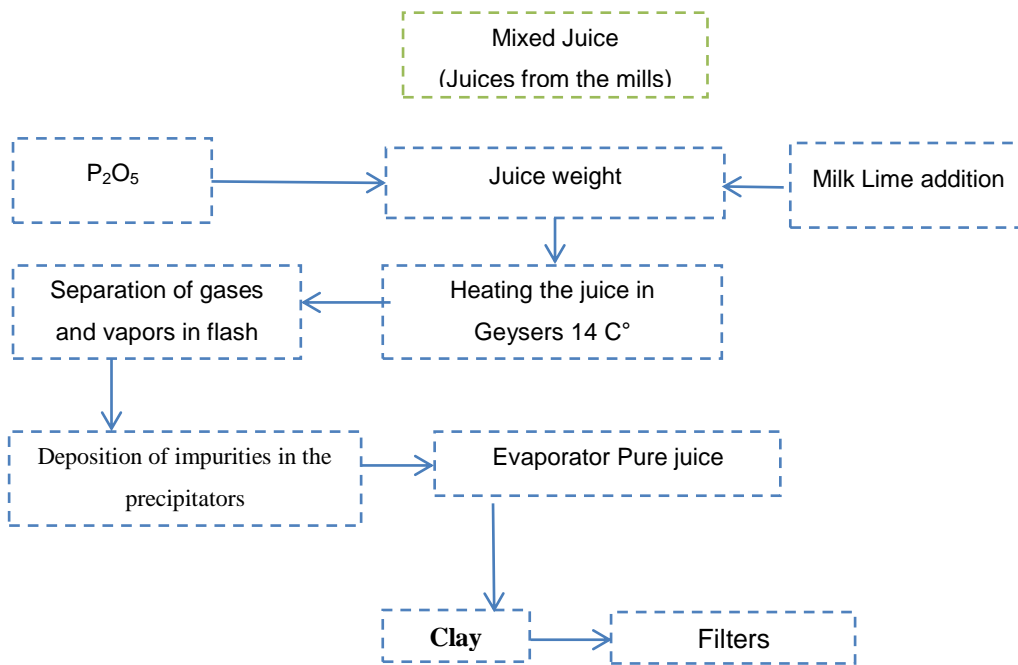 Mixed Juice
(Juices from the mills)
P₂O₅
Juice weight
Milk Lime addition
Separation of gases
and vapors in flash
Heating the juice in
Geysers 14 C°
Deposition of impurities in the
precipitators
Evaporator Pure juice
Clay
Filters